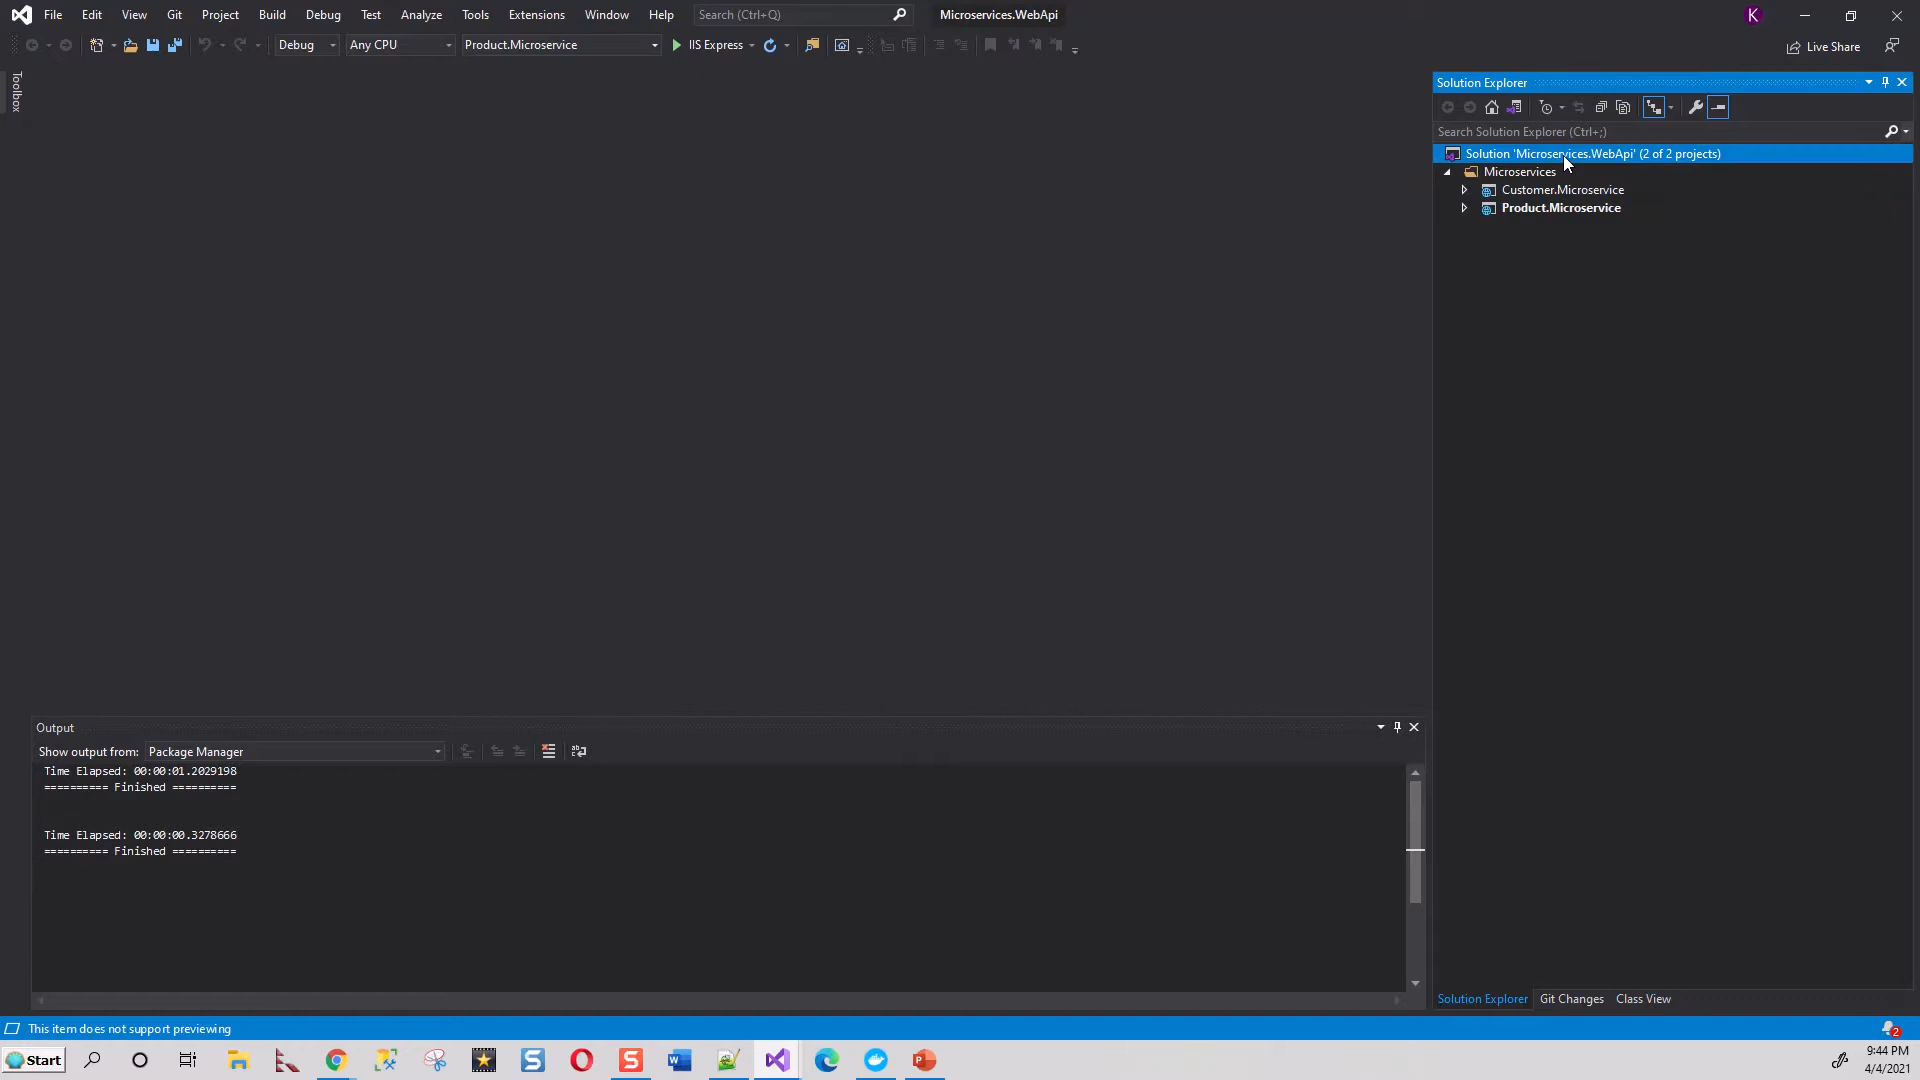 File Edit View Git Project Build Debug Test Analyze Tools Extensions Window Help Search (Ctrl+Q) Microservices.WebApi K
Debug Any CPU Product.Microservice IIS Express Live Share
Toolbox
Solution Explorer
Search Solution Explorer (Ctrl+;)
Solution 'Microservices.WebApi' (2 of 2 projects)
Microservices
Customer.Microservice
Product.Microservice
Output
Show output from: Package Manager
Time Elapsed: 00:00:01.2029198
========== Finished ==========
Time Elapsed: 00:00:00.3278666
========== Finished ==========
Solution Explorer Git Changes Class View
This item does not support previewing 2
Start S S W P
9:44 PM
4/4/2021